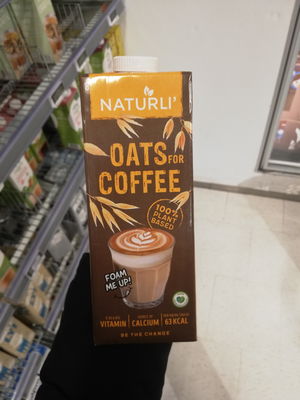 NATURLI'
OATS FOR
COFFEE
100%
PLANT
BASED
FOAM
ME UP!
VITAMIN
CALCIUM
63 KCAL
BE THE CHANGE